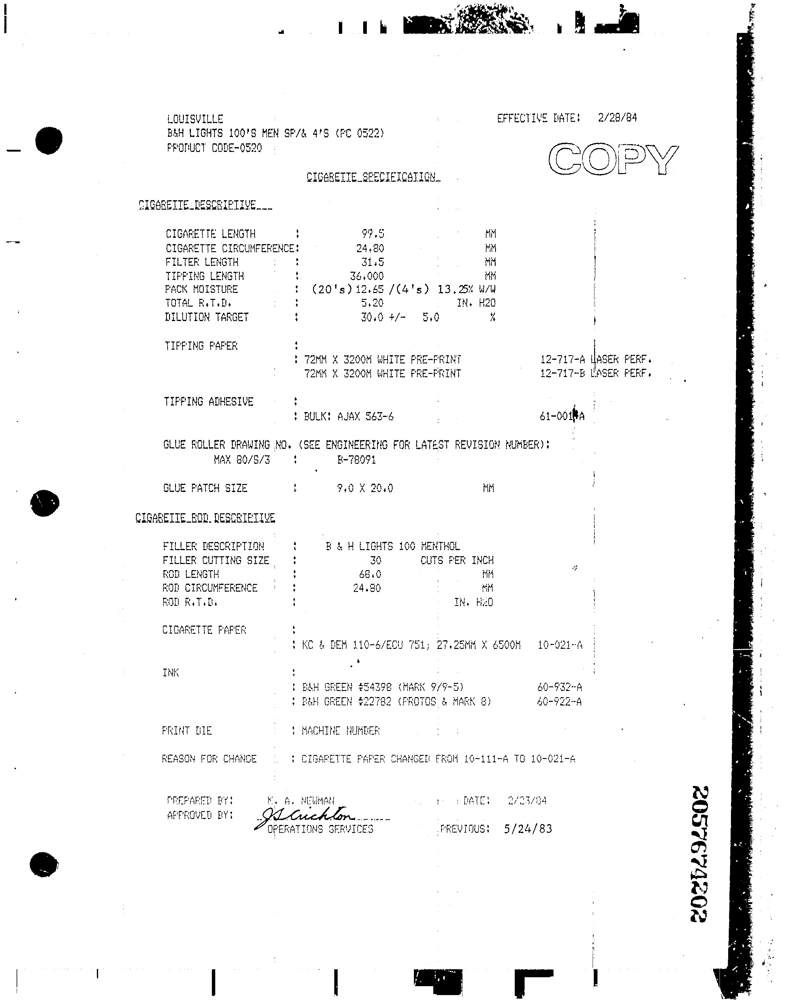 LOUISVILLE EFFECTIVE DATE: 2/28/84
B&H LIGHTS 100'S MEN SP/& 4'S (PC 0522)
PRODUCT CODE-0520
COPY
CIGARETTE SPECIFICATION
CIGARETTE DESCRIPTIVE
CIGARETTE LENGTH : 99.5 MM
CIGARETTE CIRCUMFERENCE: 24.80 MM
FILTER LENGTH : 31.5 MM
TIPPING LENGTH : 36.000 MM
PACK MOISTURE : (20's) 12.65 /(4's) 13.25% W/W
TOTAL R.T.D. : 5.20 IN. H2O
DILUTION TARGET : 30.0 +/- 5.0 %
TIPPING PAPER :
: 72MM X 3200M WHITE PRE-PRINT 12-717-A LASER PERF.
72MM X 3200M WHITE PRE-PRINT 12-717-B LASER PERF.
TIPPING ADHESIVE :
: BULK: AJAX 563-6 61-001-A
GLUE ROLLER DRAWING NO. (SEE ENGINEERING FOR LATEST REVISION NUMBER):
MAX 80/S/3 : B-78091
GLUE PATCH SIZE : 9.0 X 20.0 MM
CIGARETTE ROD DESCRIPTIVE
FILLER DESCRIPTION : B & H LIGHTS 100 MENTHOL
FILLER CUTTING SIZE : 30 CUTS PER INCH
ROD LENGTH : 68.0 MM
ROD CIRCUMFERENCE : 24.80 MM
ROD R.T.D. : IN. H2O
CIGARETTE PAPER :
: KC & DEM 110-6/ECU 751; 27.25MM X 6500M 10-021-A
INK :
: B&H GREEN #54398 (MARK 9/9-5) 60-932-A
: B&H GREEN #22782 (PROTOS & MARK 8) 60-922-A
PRINT DIE : MACHINE NUMBER
REASON FOR CHANGE : CIGARETTE PAPER CHANGED FROM 10-111-A TO 10-021-A
PREPARED BY: K. A. NEWMAN DATE: 2/23/84
APPROVED BY: JS Crichton
OPERATIONS SERVICES PREVIOUS: 5/24/83
2057674202